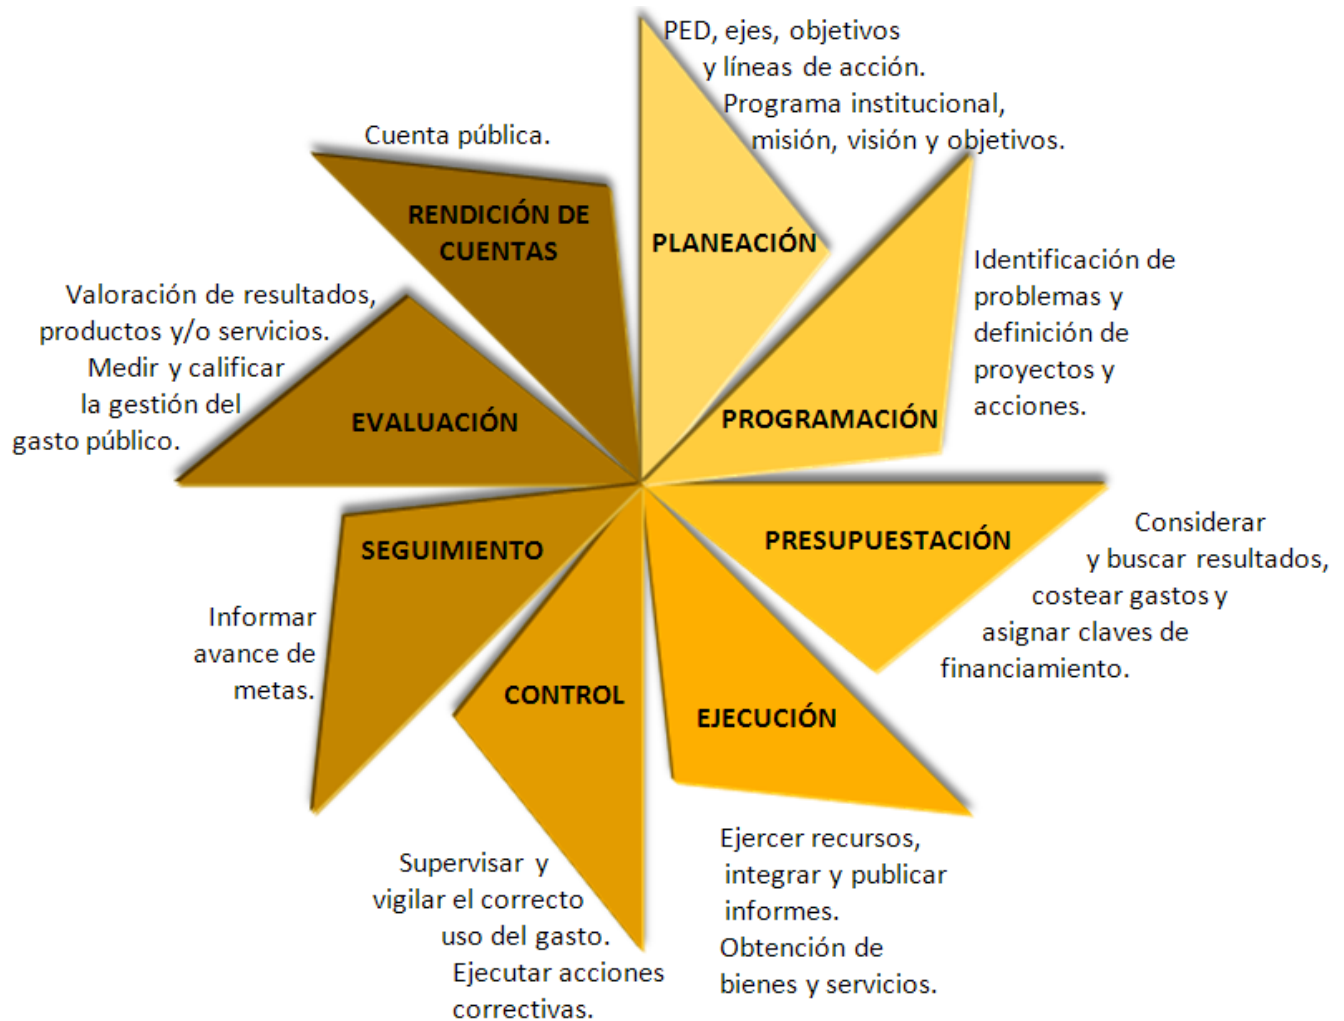 PED, ejes, objetivos
y líneas de acción.
Programa institucional,
misión, visión y objetivos.
PLANEACIÓN
Identificación de
problemas y
definición de
proyectos y
acciones.
PROGRAMACIÓN
Considerar
y buscar resultados,
costear gastos y
asignar claves de
financiamiento.
PRESUPUESTACIÓN
EJECUCIÓN
Ejercer recursos,
integrar y publicar
informes.
Obtención de
bienes y servicios.
CONTROL
Supervisar y
vigilar el correcto
uso del gasto.
Ejecutar acciones
correctivas.
SEGUIMIENTO
Informar
avance de
metas.
EVALUACIÓN
Valoración de resultados,
productos y/o servicios.
Medir y calificar
la gestión del
gasto público.
RENDICIÓN DE
CUENTAS
Cuenta pública.